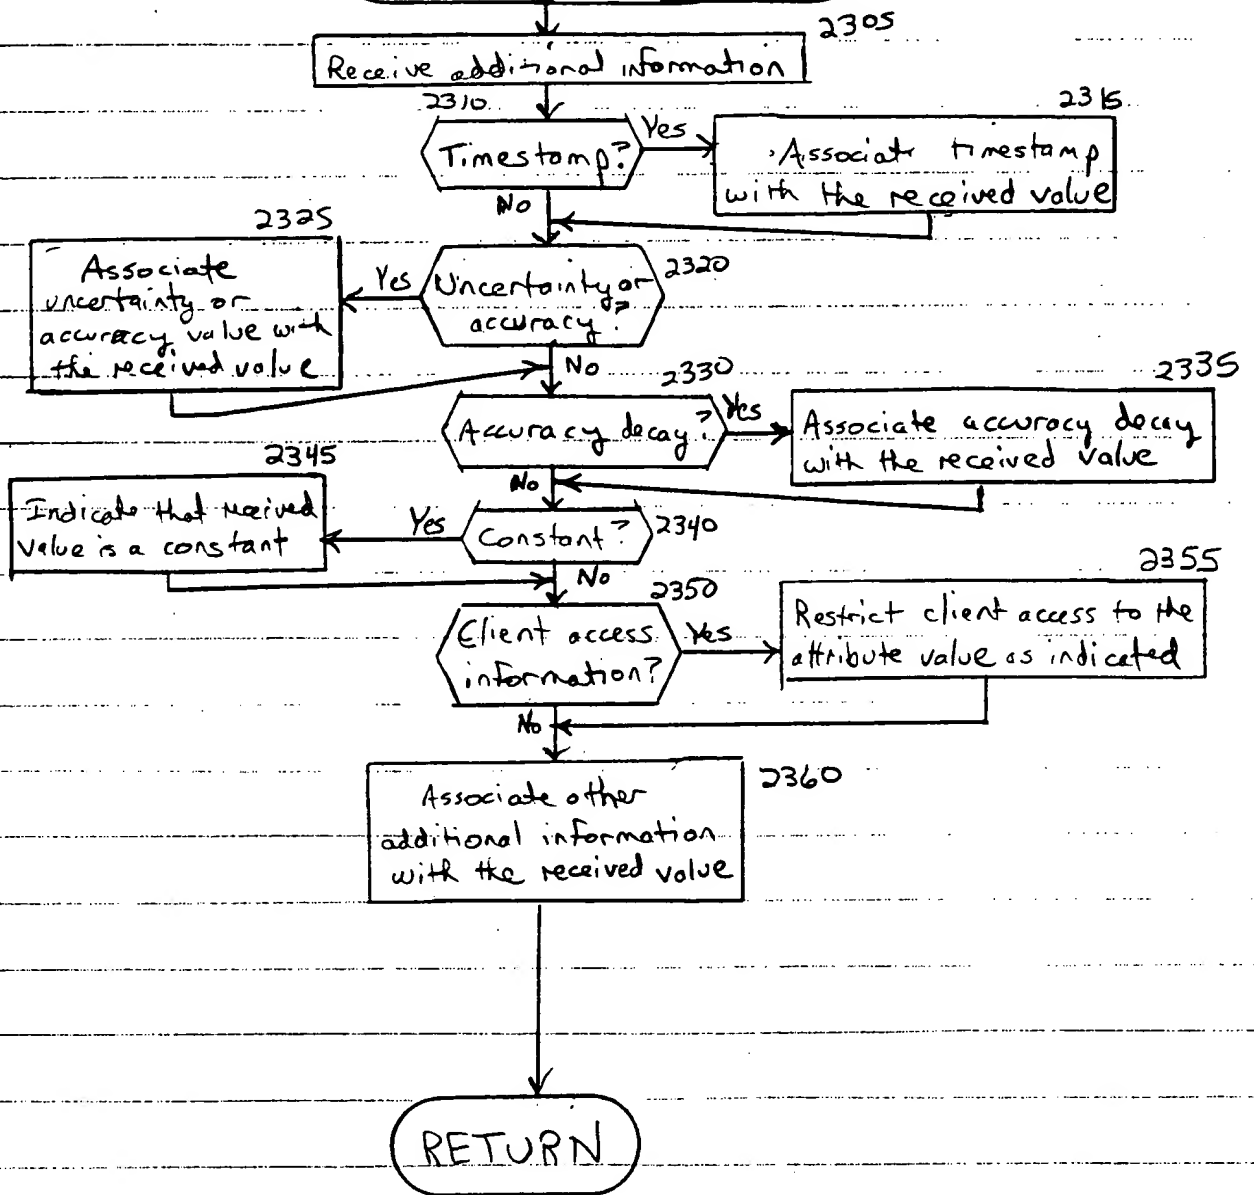 2305
Receive additional information
2310
Timestamp?
Yes
2315
Associate timestamp
with the received value
No
2325
Associate
uncertainty or
accuracy value with
the received value
Yes
Uncertainty or
accuracy?
2320
No
2330
Accuracy decay?
Yes
2335
Associate accuracy decay
with the received value
No
2345
Indicate that received
value is a constant
Yes
Constant?
2340
No
2350
Client access
information?
Yes
2355
Restrict client access to the
attribute value as indicated
No
2360
Associate other
additional information
with the received value
RETURN